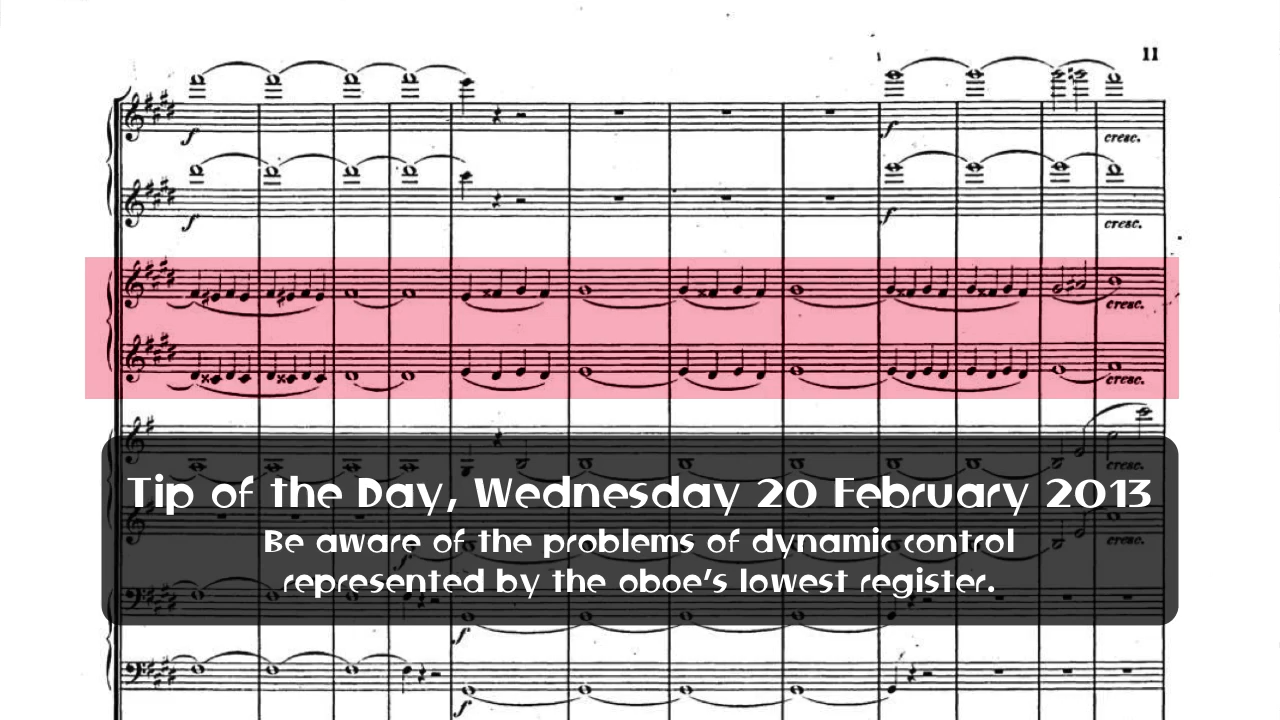 11
f
cresc.
f
f
cresc.
f
cresc.
cresc.
cresc.
Tip of the Day, Wednesday 20 February 2013
Be aware of the problems of dynamic control
cresc.
represented by the oboe's lowest register.
f
f